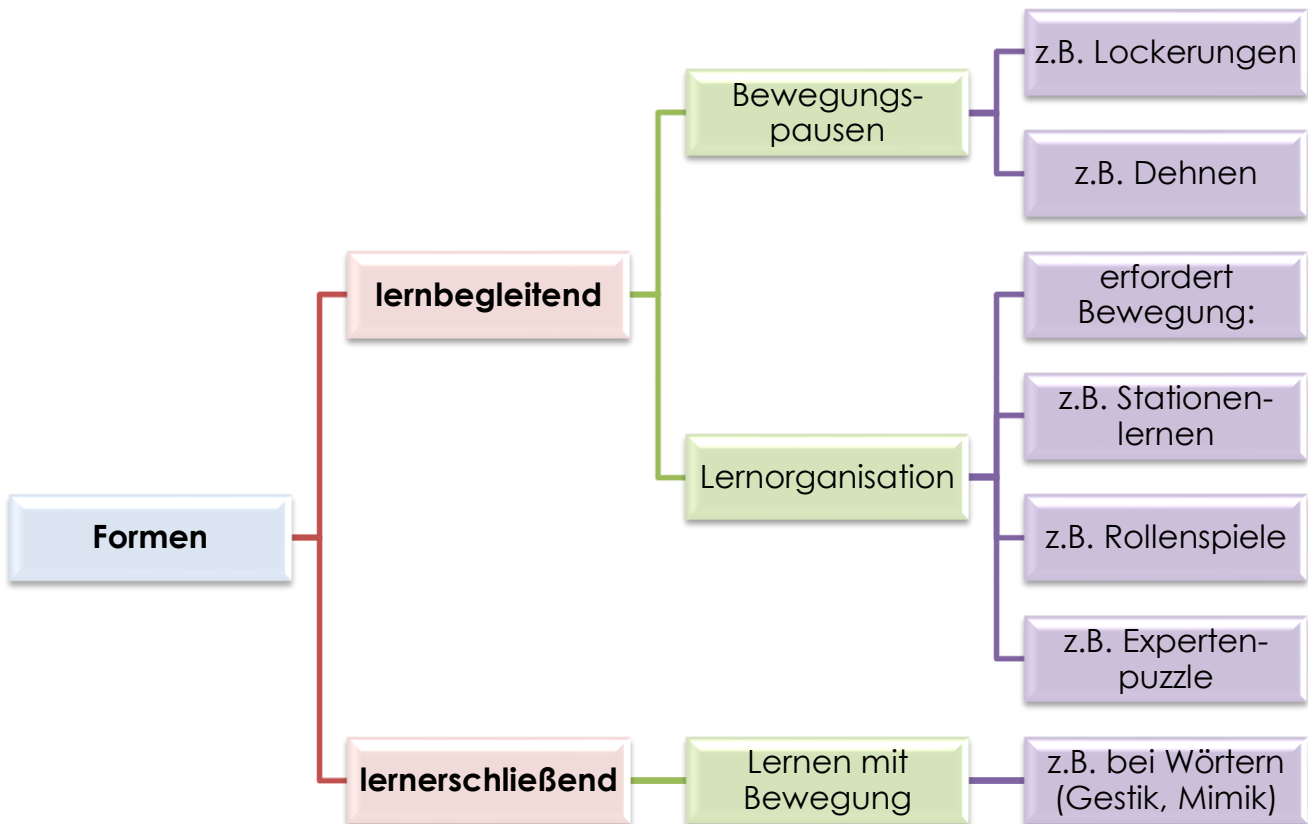 Formen
lernbegleitend
Bewegungs-
pausen
z.B. Lockerungen
z.B. Dehnen
Lernorganisation
erfordert
Bewegung:
z.B. Stationen-
lernen
z.B. Rollenspiele
z.B. Experten-
puzzle
lernerschließend
Lernen mit
Bewegung
z.B. bei Wörtern
(Gestik, Mimik)